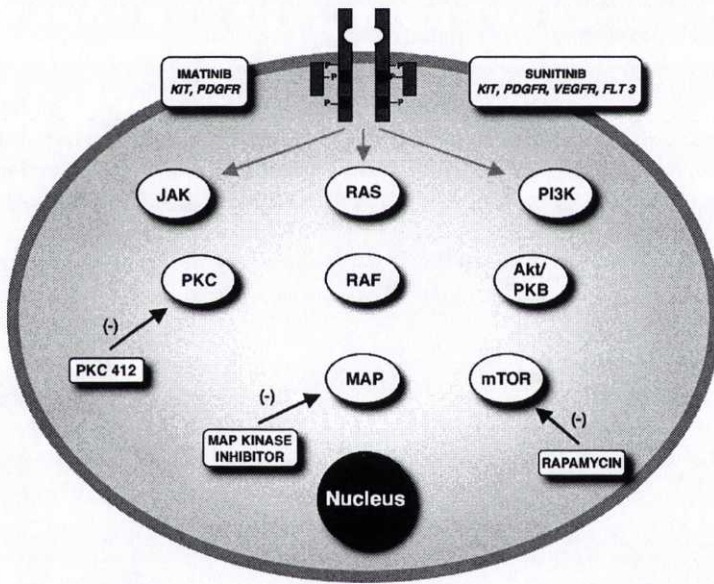 IMATINIB
KIT, PDGFR
SUNITINIB
KIT, PDGFR, VEGFR, FLT 3
P
P
P
P
P
P
JAK
RAS
PI3K
PKC
RAF
Akt/
PKB
(-)
PKC 412
MAP
mTOR
(-)
(-)
MAP KINASE
INHIBITOR
RAPAMYCIN
Nucleus